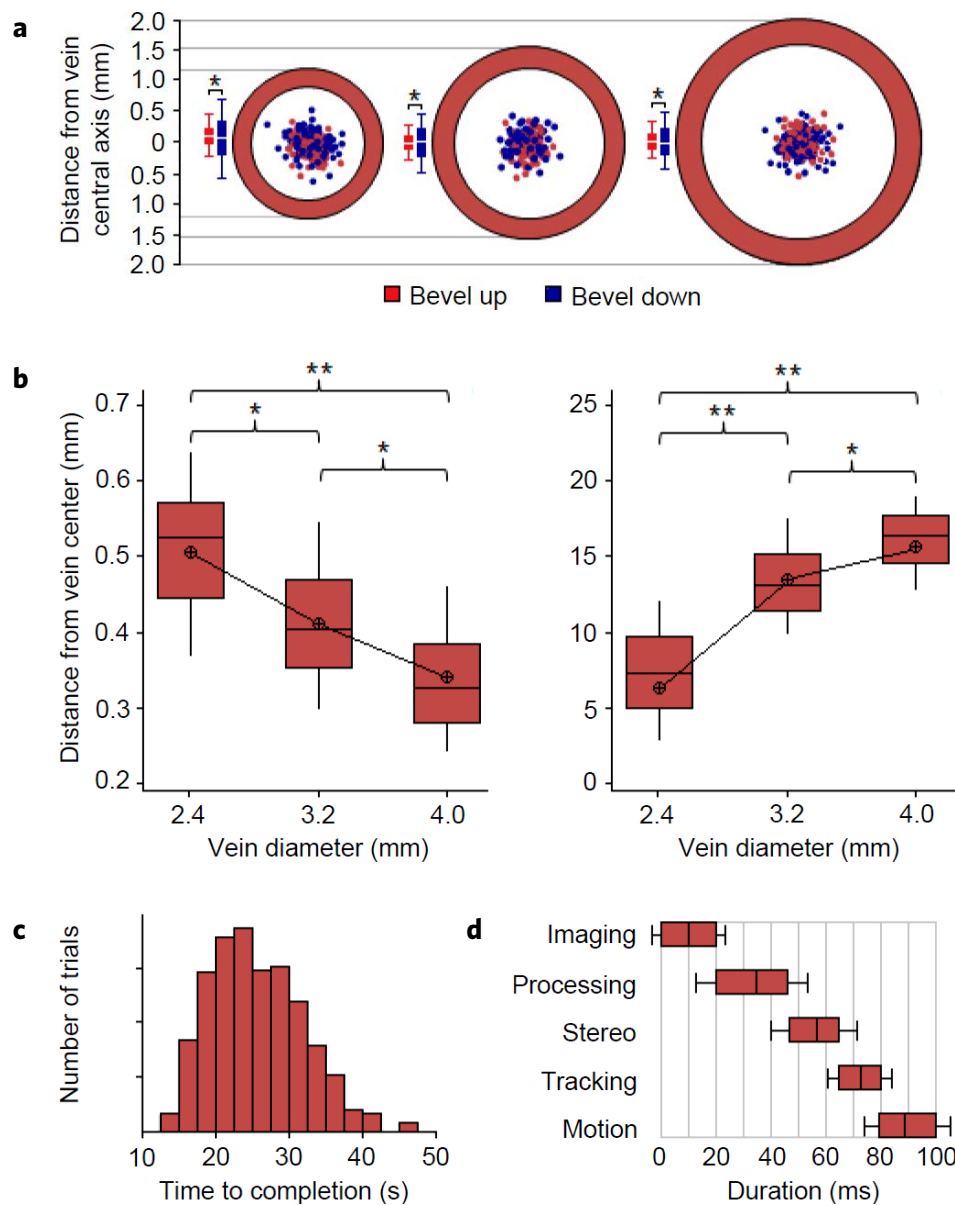 a
Distance from vein
central axis (mm)
2.0
1.5
1.0
0.5
0
0.5
1.0
1.5
2.0
*
*
*
Bevel up
Bevel down
b
Distance from vein center (mm)
0.7
0.6
0.5
0.4
0.3
0.2
**
*
*
2.4
3.2
4.0
Vein diameter (mm)
25
20
15
10
5
0
**
**
*
2.4
3.2
4.0
Vein diameter (mm)
c
Number of trials
10
20
30
40
50
Time to completion (s)
d
Imaging
Processing
Stereo
Tracking
Motion
0
20
40
60
80
100
Duration (ms)